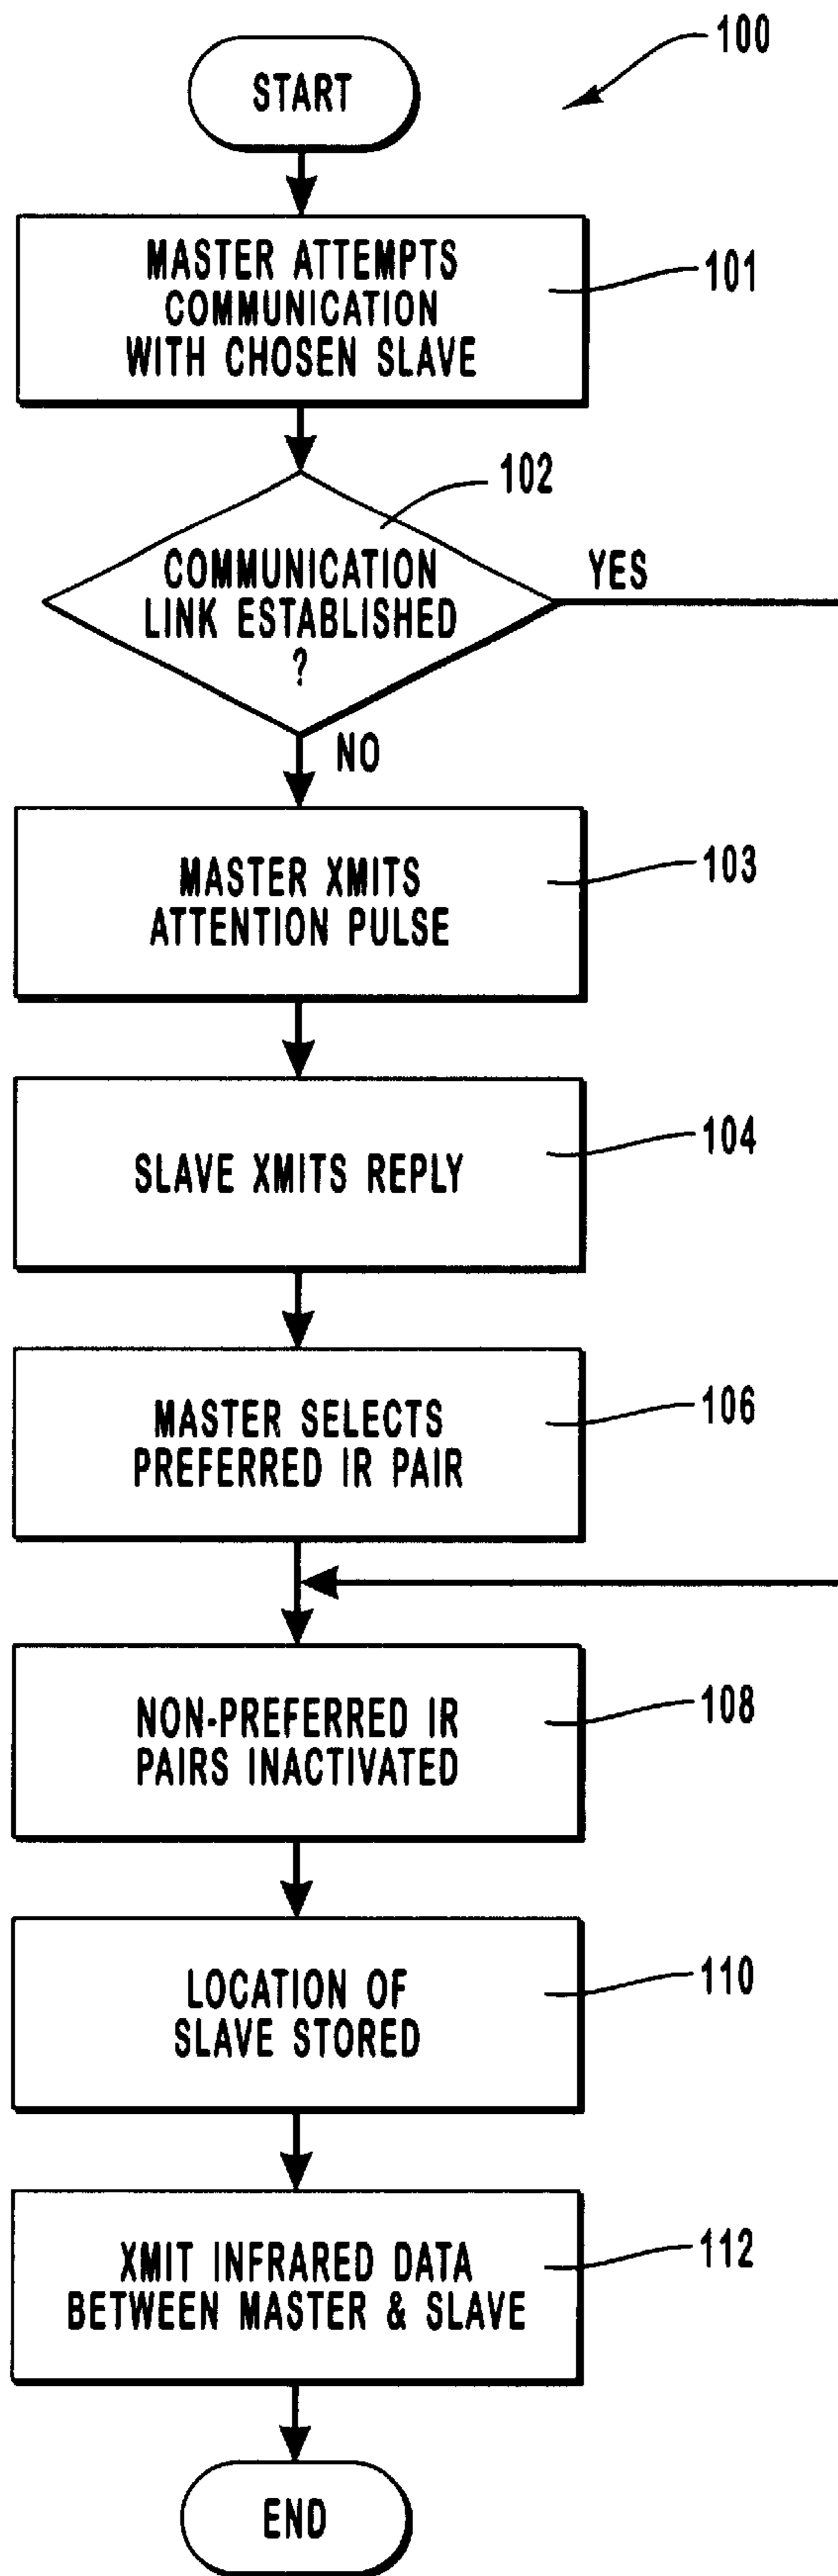 100
START
MASTER ATTEMPTS
COMMUNICATION
WITH CHOSEN SLAVE
101
102
COMMUNICATION
LINK ESTABLISHED
?
YES
NO
MASTER XMITS
ATTENTION PULSE
103
SLAVE XMITS REPLY
104
MASTER SELECTS
PREFERRED IR PAIR
106
NON-PREFERRED IR
PAIRS INACTIVATED
108
LOCATION OF
SLAVE STORED
110
XMIT INFRARED DATA
BETWEEN MASTER & SLAVE
112
END